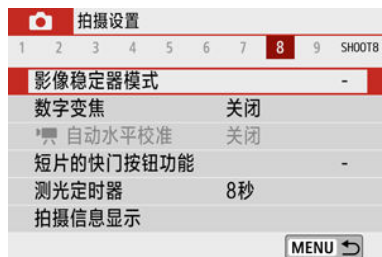 拍摄设置
1 2 3 4 5 6 7 8 9 SHOOT8
影像稳定器模式 -
数字变焦 关闭
自动水平校准 关闭
短片的快门按钮功能 -
测光定时器 8秒
拍摄信息显示
MENU